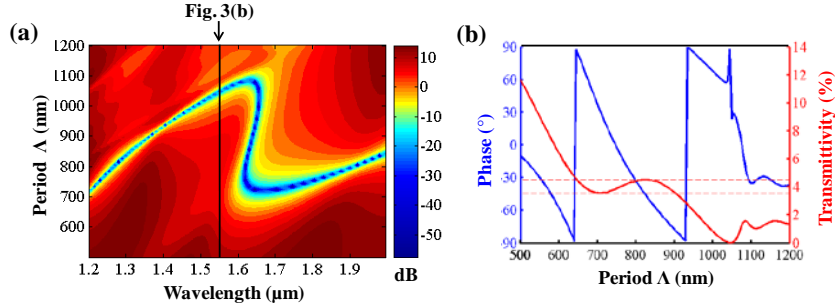 Fig. 3(b)
(a)
1200
1100
1000
900
800
700
600
Period Λ (nm)
1.2 1.3 1.4 1.5 1.6 1.7 1.8 1.9
Wavelength (μm)
10
0
-10
-20
-30
-40
-50
dB
(b)
90
60
30
0
-30
-60
-90
Phase (°)
500 600 700 800 900 1000 1100 1200
Period Λ (nm)
14
12
10
8
6
4
2
0
Transmittivity (%)